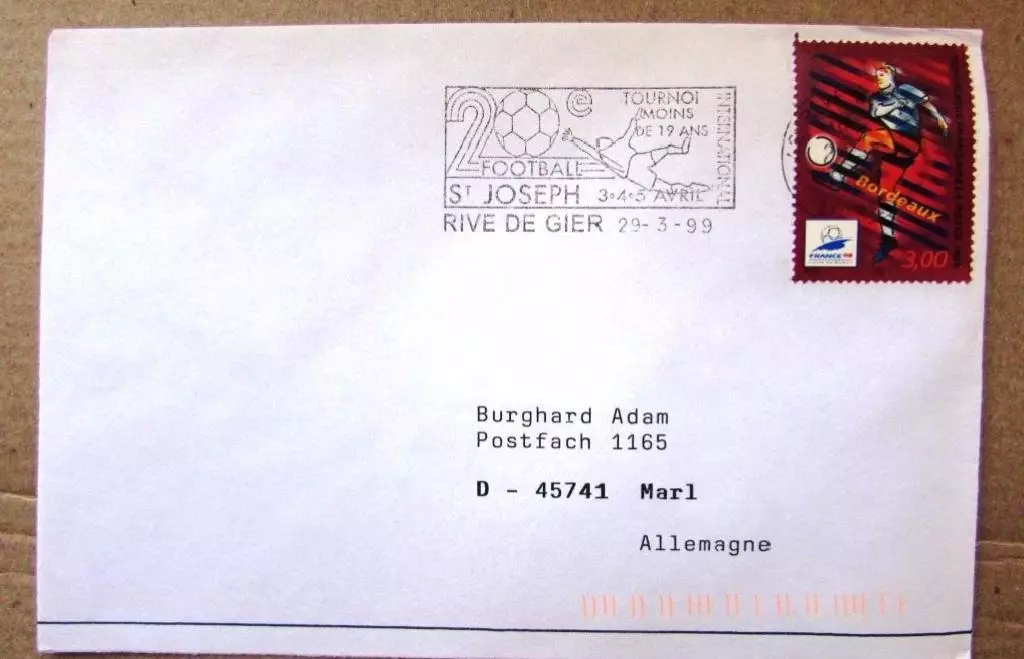 20e
TOURNOI
MOINS
DE 19 ANS
INTERNATIONAL
FOOTBALL
ST JOSEPH 3•4•5 AVRIL
RIVE DE GIER 29-3-99
Bordeaux
FRANCE 98
3,00
Burghard Adam
Postfach 1165
D - 45741 Marl
Allemagne